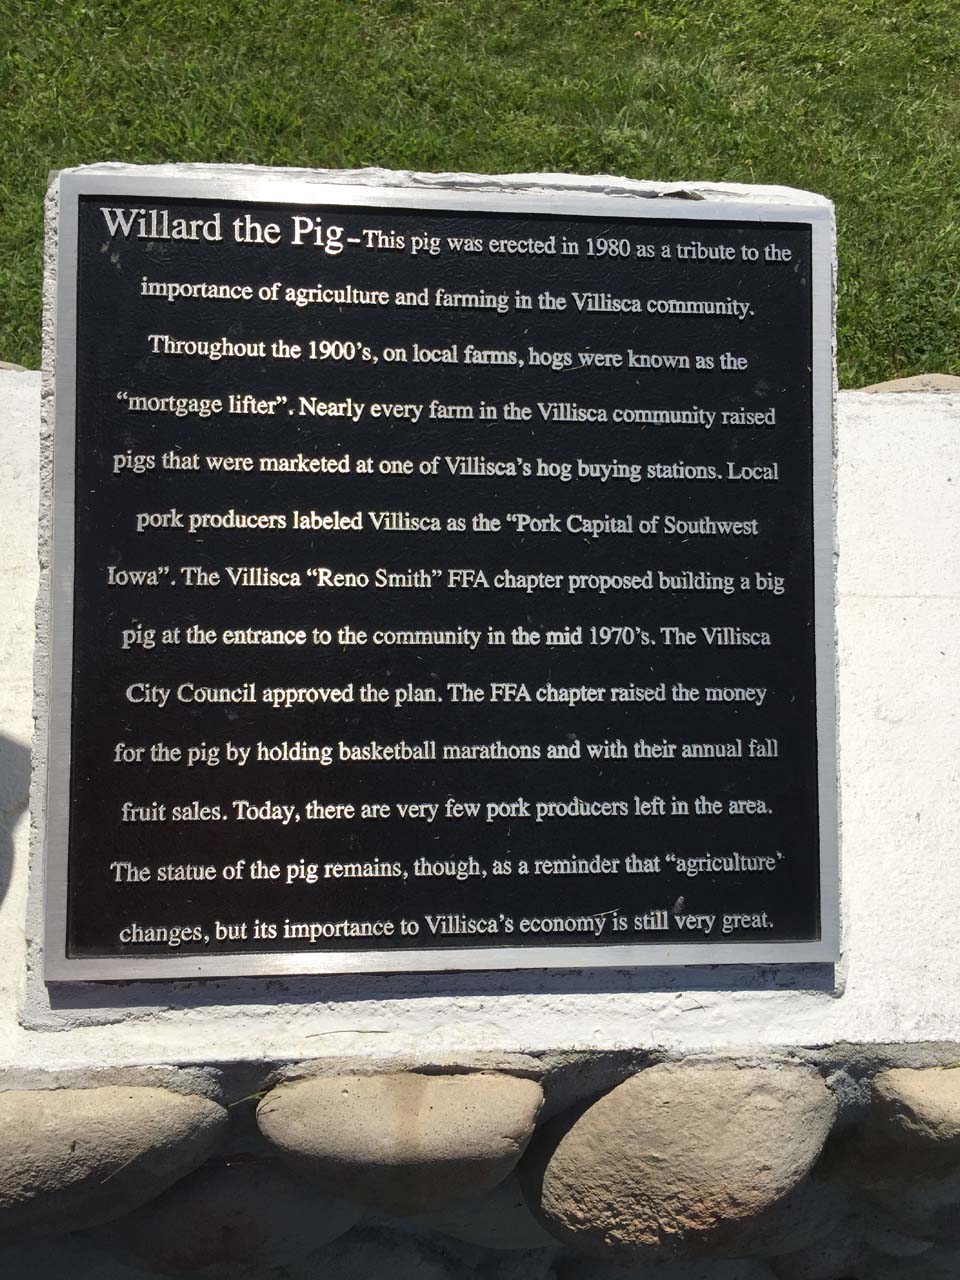 Willard the Pig – This pig was erected in 1980 as a tribute to the
importance of agriculture and farming in the Villisca community.
Throughout the 1900's, on local farms, hogs were known as the
“mortgage lifter”. Nearly every farm in the Villisca community raised
pigs that were marketed at one of Villisca's hog buying stations. Local
pork producers labeled Villisca as the “Pork Capital of Southwest
Iowa”. The Villisca “Reno Smith” FFA chapter proposed building a big
pig at the entrance to the community in the mid 1970's. The Villisca
City Council approved the plan. The FFA chapter raised the money
for the pig by holding basketball marathons and with their annual fall
fruit sales. Today, there are very few pork producers left in the area.
The statue of the pig remains, though, as a reminder that “agriculture’
changes, but its importance to Villisca's economy is still very great.